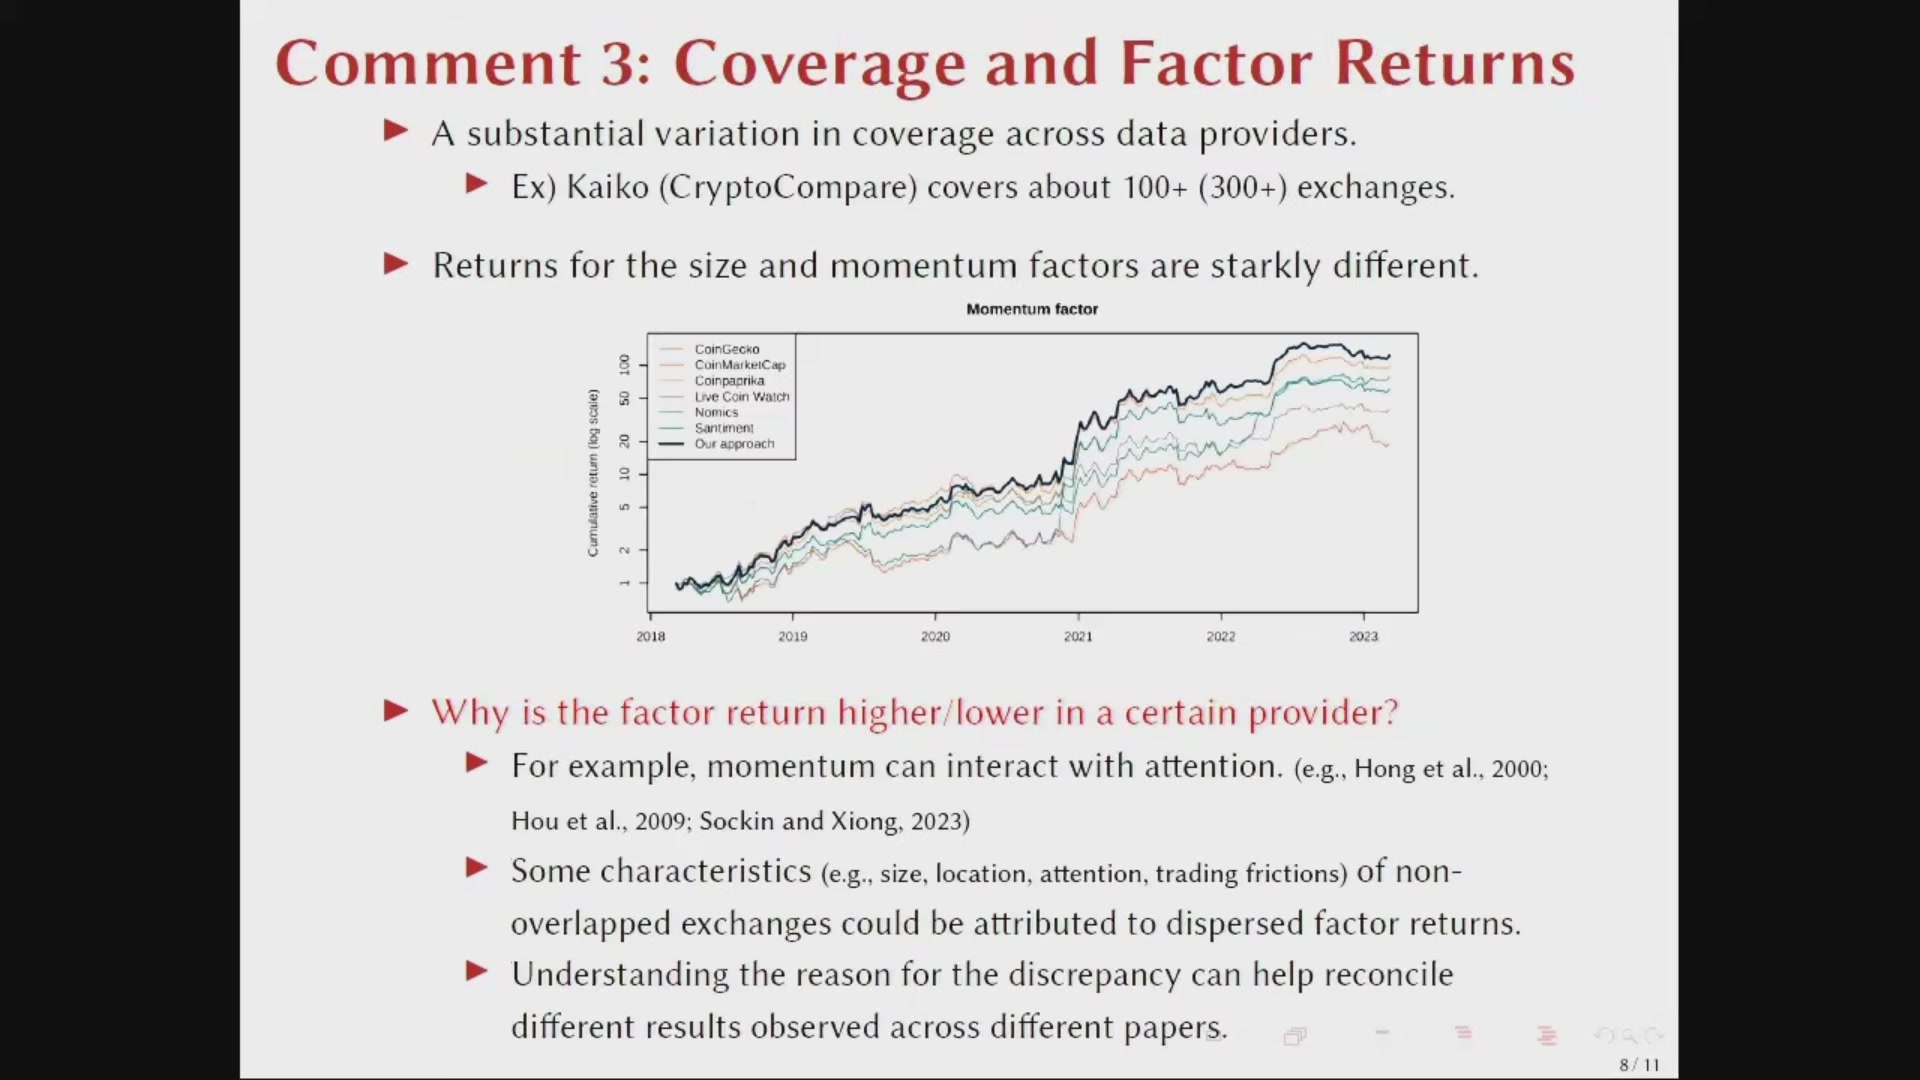 Comment 3: Coverage and Factor Returns
A substantial variation in coverage across data providers.
Ex) Kaiko (CryptoCompare) covers about 100+ (300+) exchanges.
Returns for the size and momentum factors are starkly different.
Momentum factor
CoinGecko
CoinMarketCap
Coinpaprika
Live Coin Watch
Nomics
Santiment
Our approach
Cumulative return (log scale)
100
50
20
10
5
2
1
2018 2019 2020 2021 2022 2023
Why is the factor return higher/lower in a certain provider?
For example, momentum can interact with attention. (e.g., Hong et al., 2000;
Hou et al., 2009; Sockin and Xiong, 2023)
Some characteristics (e.g., size, location, attention, trading frictions) of non-
overlapped exchanges could be attributed to dispersed factor returns.
Understanding the reason for the discrepancy can help reconcile
different results observed across different papers.
8 / 11